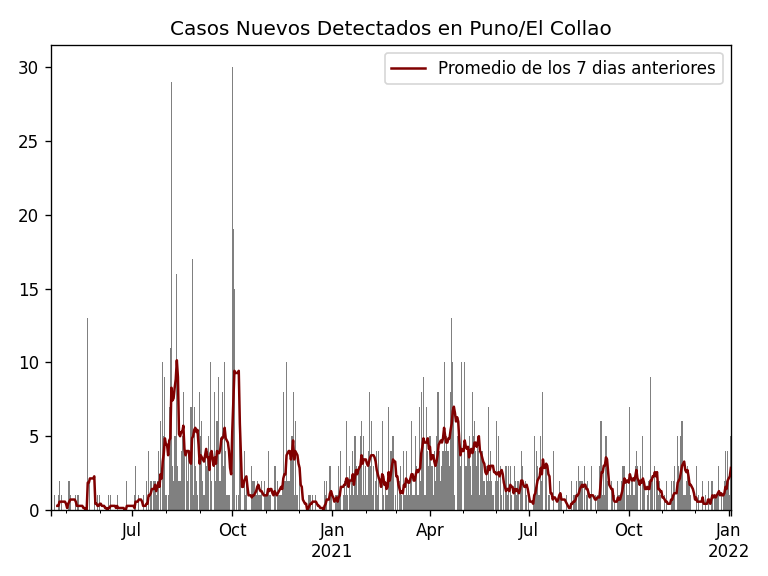 Casos Nuevos Detectados en Puno/El Collao
Promedio de los 7 dias anteriores
30
25
20
15
10
5
0
Jul Oct Jan Apr Jul Oct Jan
2021 2022